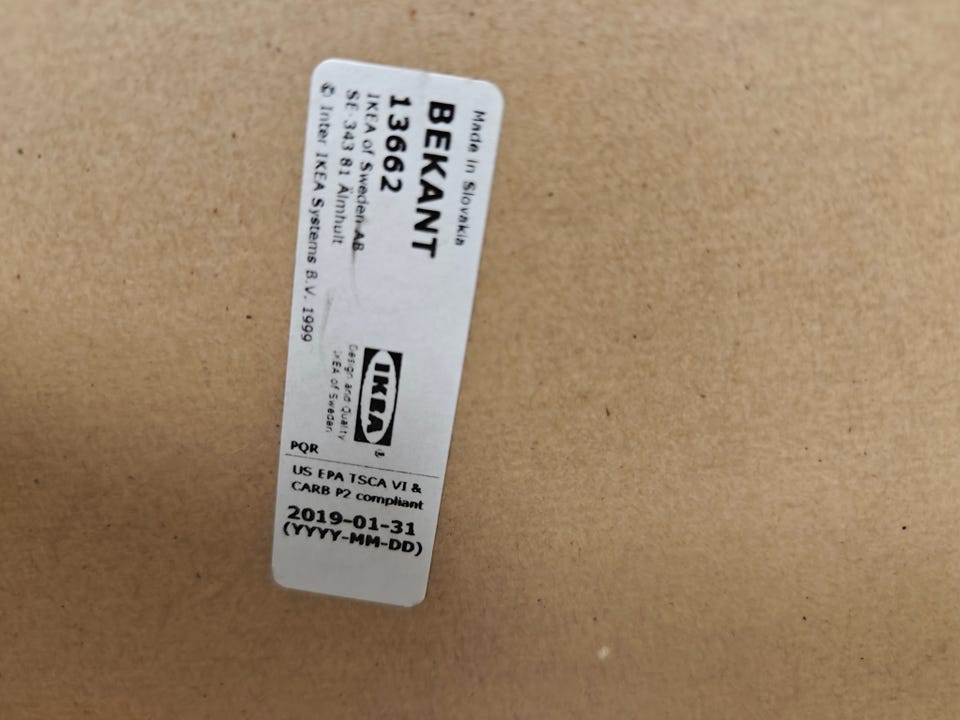 Made in Slovakia
BEKANT
13662
IKEA of Sweden AB
SE-343 81 Älmhult
© Inter IKEA Systems B.V. 1999
IKEA®
Design and Quality
IKEA of Sweden
PQR
US EPA TSCA VI &
CARB P2 compliant
2019-01-31
(YYYY-MM-DD)